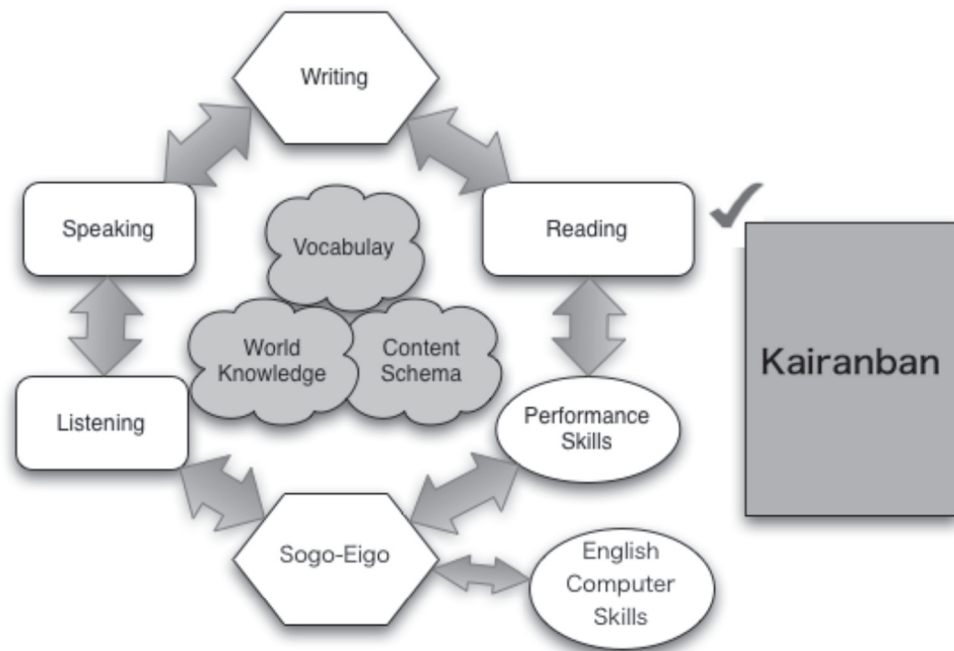 Writing
Speaking
Vocabulay
Reading
World
Knowledge
Content
Schema
Kairanban
Listening
Performance
Skills
Sogo-Eigo
English
Computer
Skills